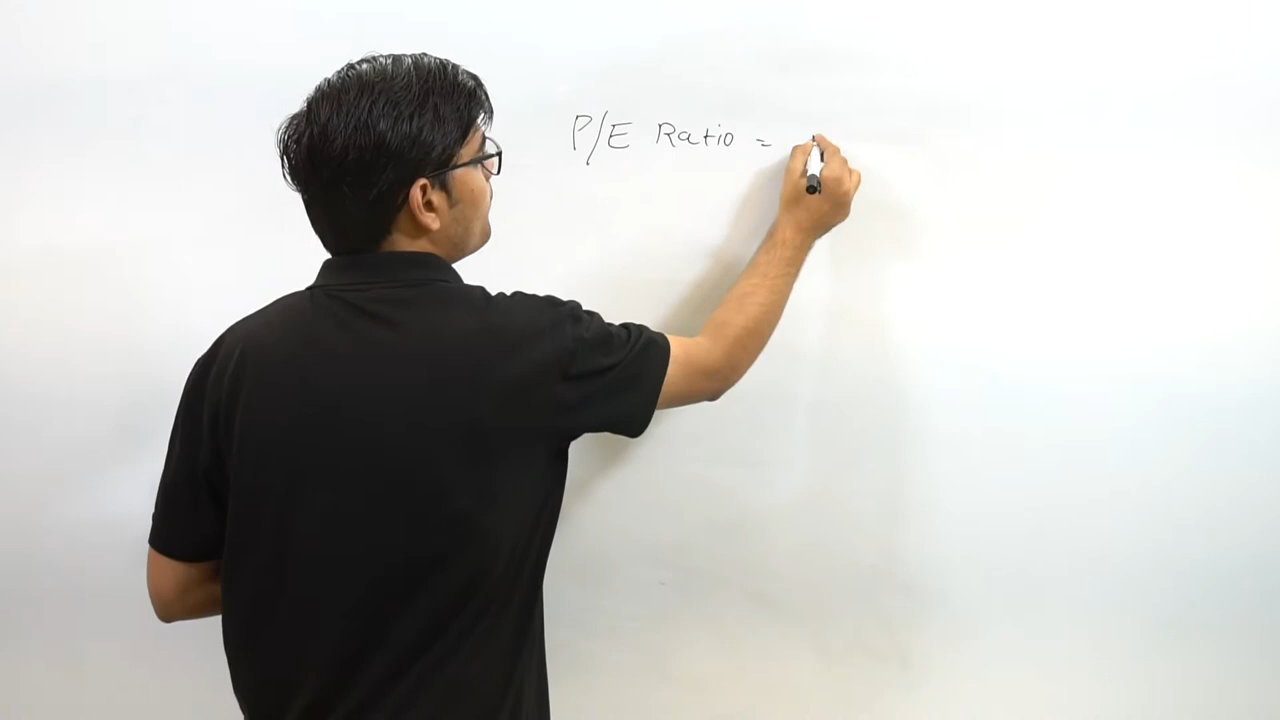 P/E Ratio =